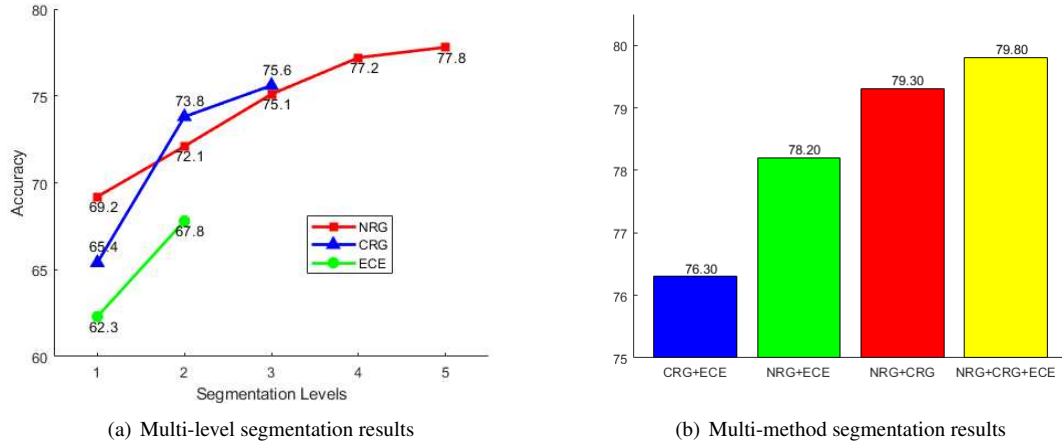 80
75
70
65
60
Accuracy
69.2
72.1
75.1
77.2
77.8
65.4
73.8
75.6
62.3
67.8
NRG
CRG
ECE
1 2 3 4 5
Segmentation Levels
(a) Multi-level segmentation results
80
79
78
77
76
75
76.30
78.20
79.30
79.80
CRG+ECE NRG+ECE NRG+CRG NRG+CRG+ECE
(b) Multi-method segmentation results